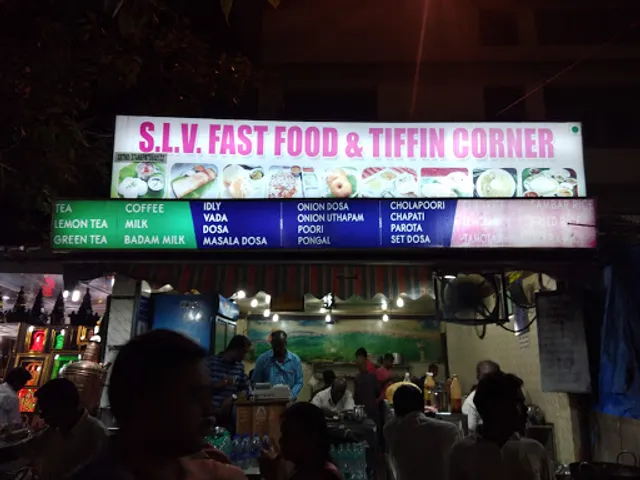 S.L.V. FAST FOOD & TIFFIN CORNER
TEA
LEMON TEA
GREEN TEA
COFFEE
MILK
BADAM MILK
IDLY
VADA
DOSA
MASALA DOSA
ONION DOSA
ONION UTHAPAM
POORI
PONGAL
CHOLAPOORI
CHAPATI
PAROTA
SET DOSA
RICE